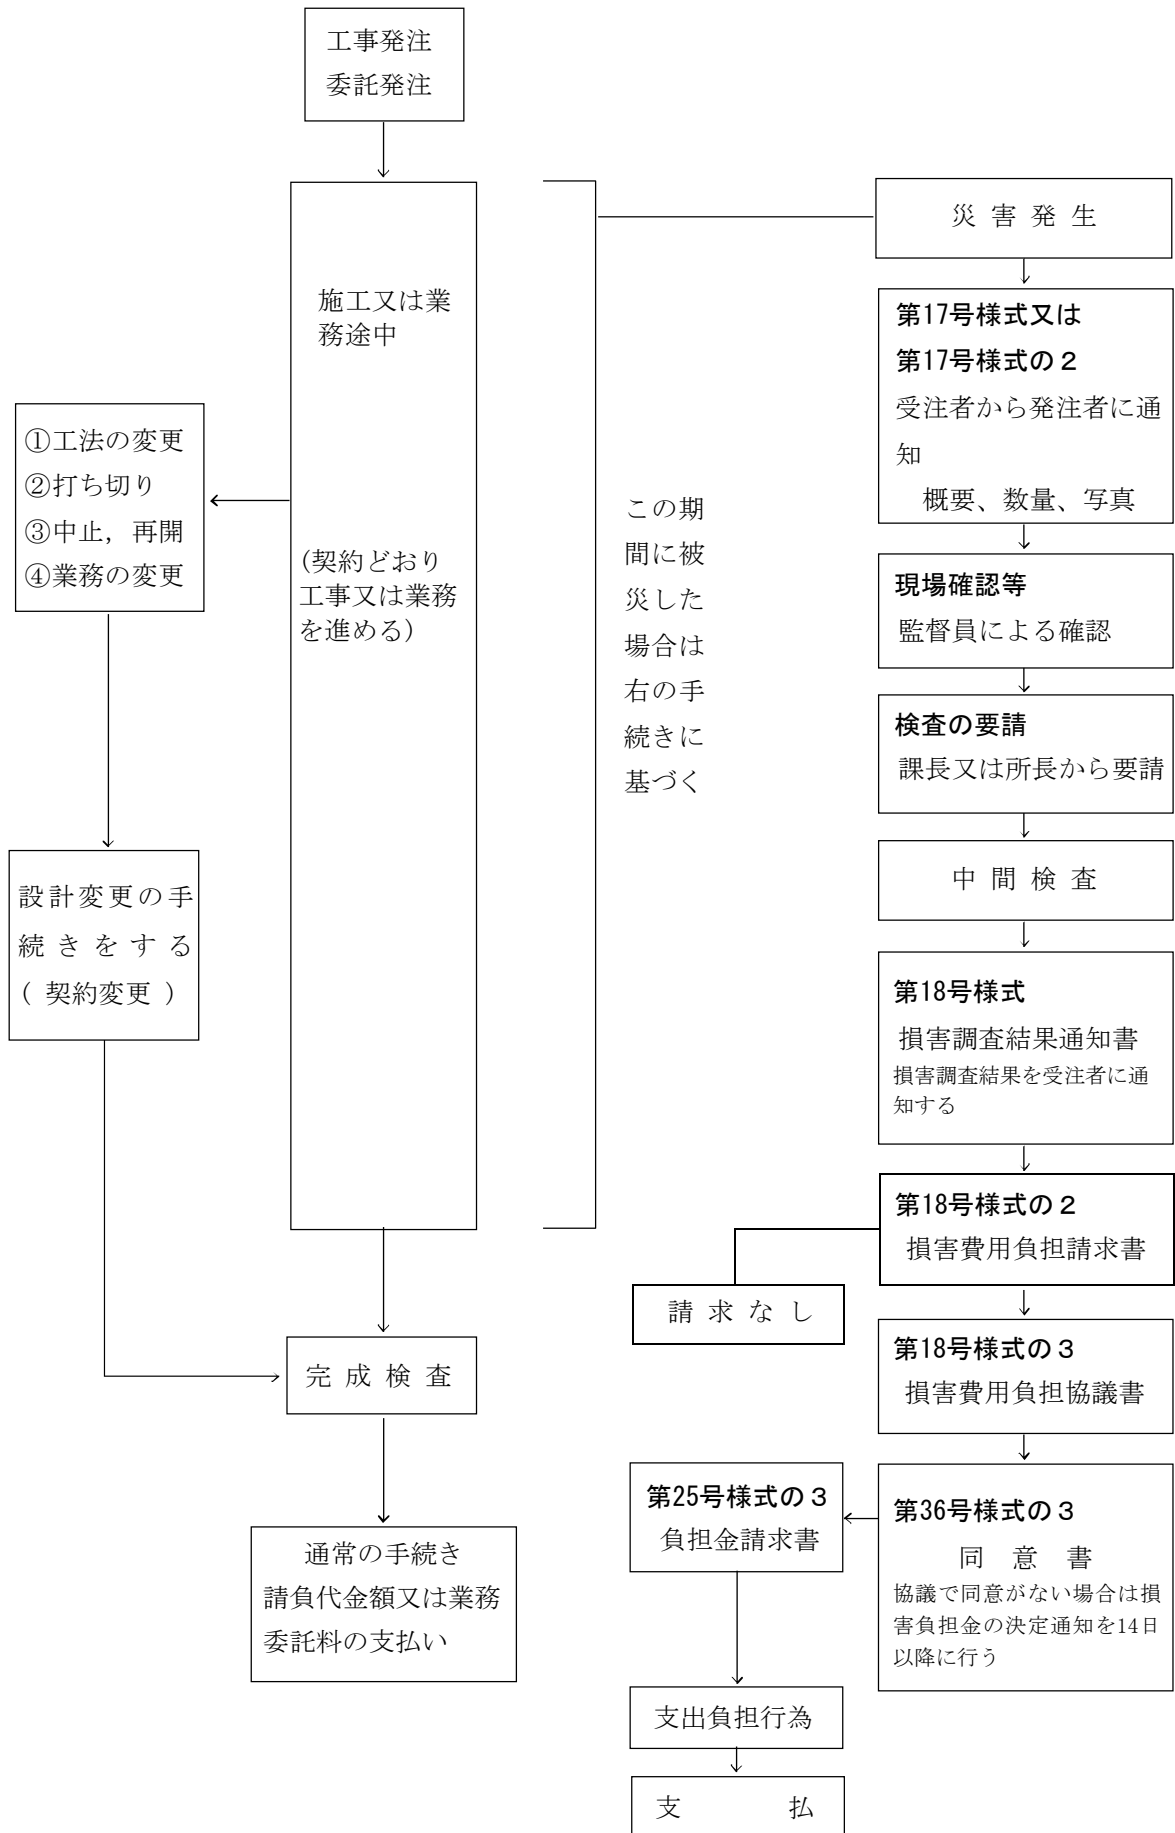 工事発注
委託発注
施工又は業
務途中
(契約どおり
工事又は業務
を進める)
①工法の変更
②打ち切り
③中止，再開
④業務の変更
設計変更の手
続きをする
( 契約変更 )
完成検査
通常の手続き
請負代金額又は業務
委託料の支払い
この期
間に被
災した
場合は
右の手
続きに
基づく
災害発生
第17号様式又は
第17号様式の２
受注者から発注者に通
知
概要、数量、写真
現場確認等
監督員による確認
検査の要請
課長又は所長から要請
中間検査
第18号様式
損害調査結果通知書
損害調査結果を受注者に通
知する
第18号様式の２
損害費用負担請求書
請求なし
第18号様式の３
損害費用負担協議書
第36号様式の３
同意書
協議で同意がない場合は損
害負担金の決定通知を14日
以降に行う
第25号様式の３
負担金請求書
支出負担行為
支払